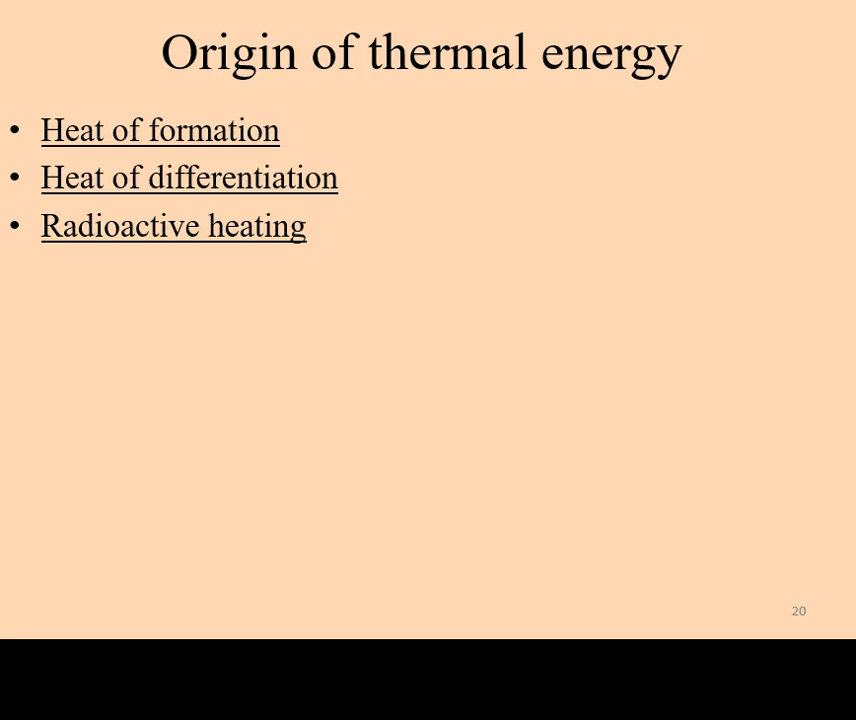 Origin of thermal energy
• Heat of formation
• Heat of differentiation
• Radioactive heating
20